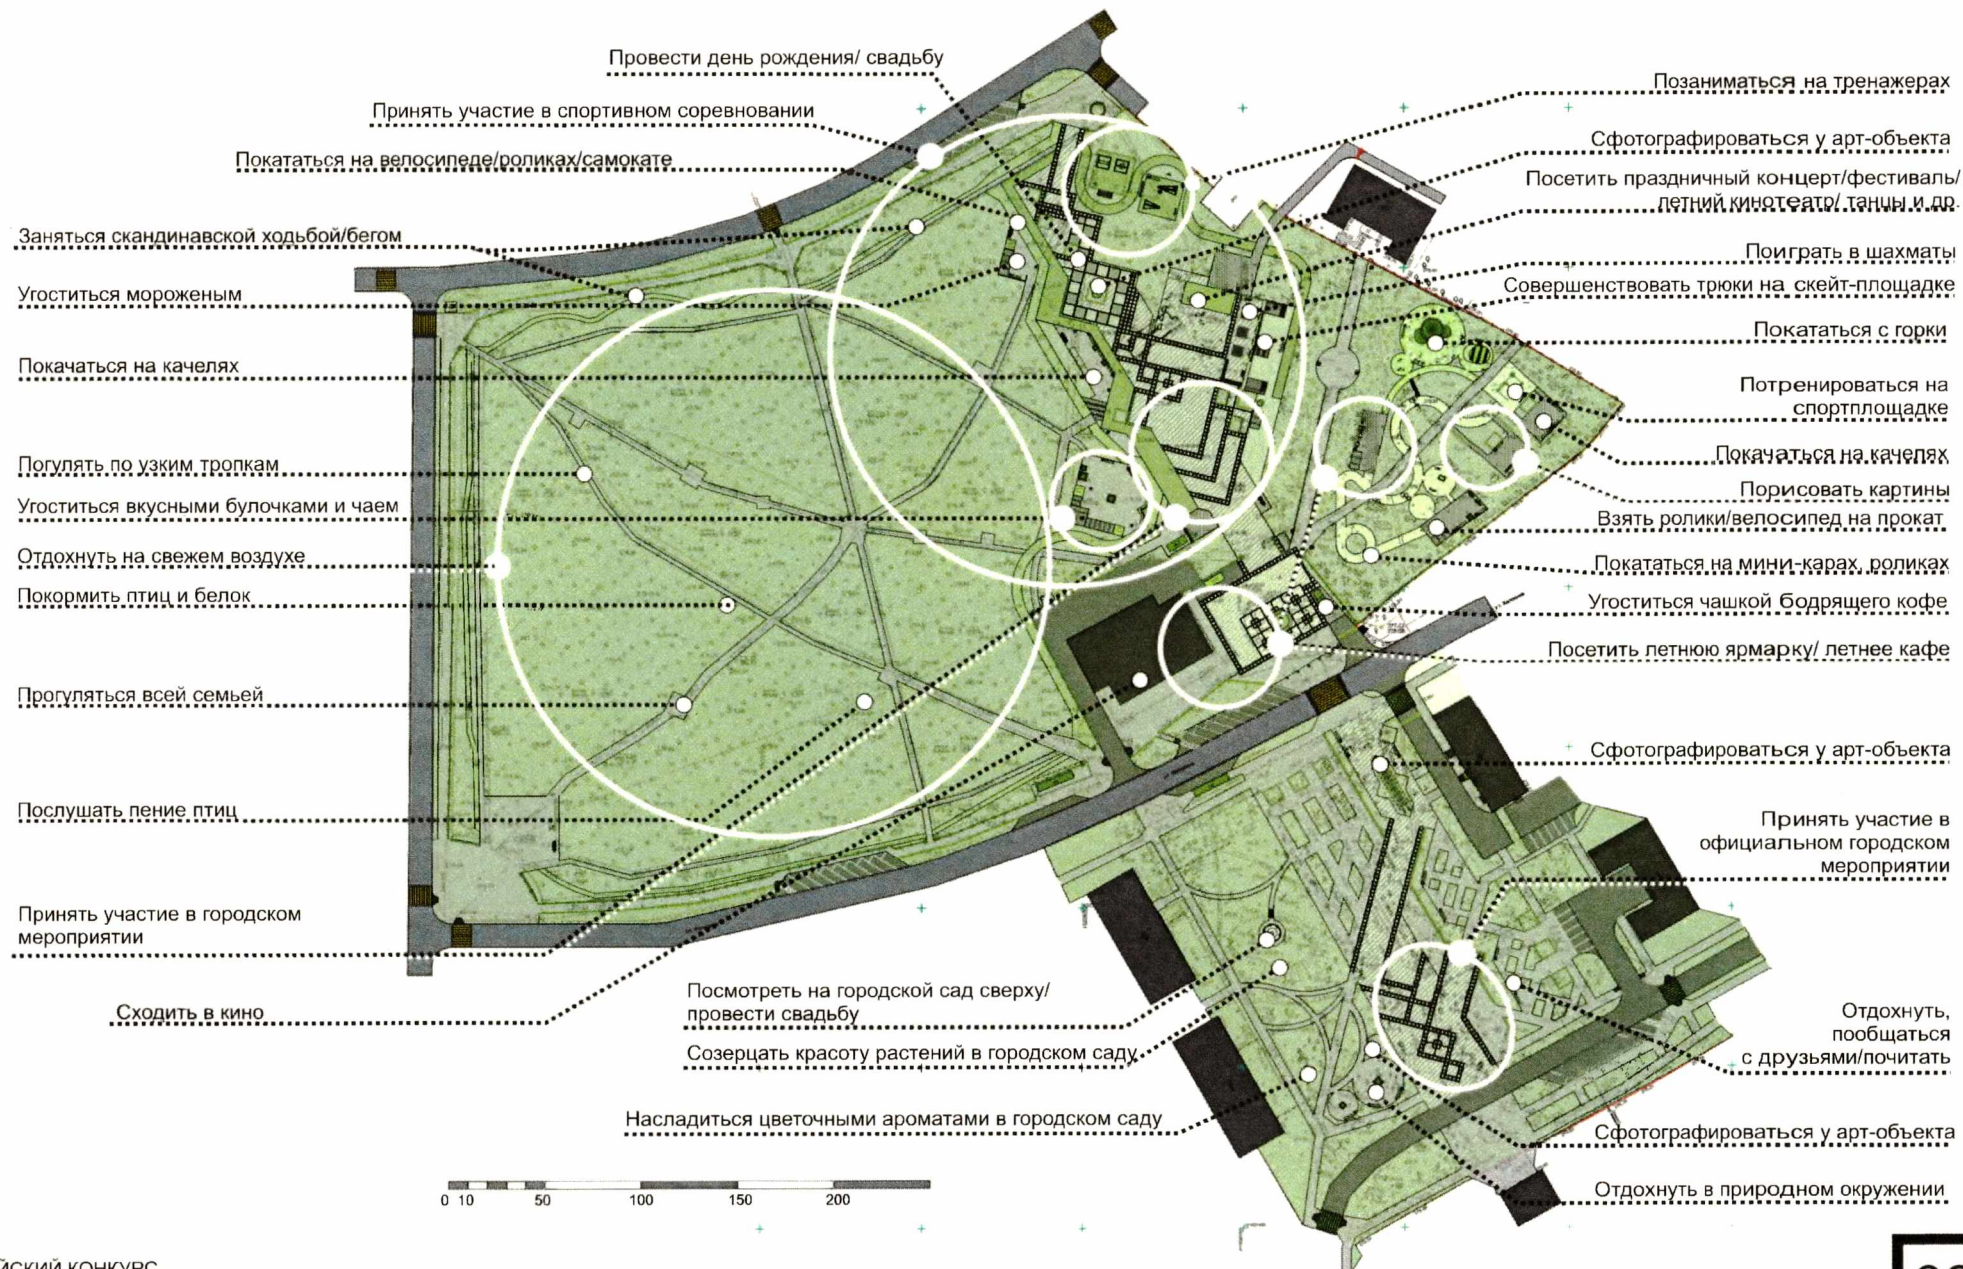 Провести день рождения/ свадьбу
Принять участие в спортивном соревновании
Покататься на велосипеде/роликах/самокате
Заняться скандинавской ходьбой/бегом
Угоститься мороженым
Покачаться на качелях
Погулять по узким тропкам
Угоститься вкусными булочками и чаем
Отдохнуть на свежем воздухе
Покормить птиц и белок
Прогуляться всей семьей
Послушать пение птиц
Принять участие в городском
мероприятии
Сходить в кино
Посмотреть на городской сад сверху/
провести свадьбу
Созерцать красоту растений в городском саду
Насладиться цветочными ароматами в городском саду
Позаниматься на тренажерах
Сфотографироваться у арт-объекта
Посетить праздничный концерт/фестиваль/
летний кинотеатр/ танцы и др.
Поиграть в шахматы
Совершенствовать трюки на скейт-площадке
Покататься с горки
Потренироваться на
спортплощадке
Покачаться на качелях
Порисовать картины
Взять ролики/велосипед на прокат
Покататься на мини-карах, роликах
Угоститься чашкой бодрящего кофе
Посетить летнюю ярмарку/ летнее кафе
Сфотографироваться у арт-объекта
Принять участие в
официальном городском
мероприятии
Отдохнуть,
пообщаться
с друзьями/почитать
Сфотографироваться у арт-объекта
Отдохнуть в природном окружении
0 10 50 100 150 200
КОНКУРС